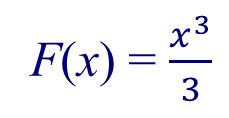 F(x) = x³/3